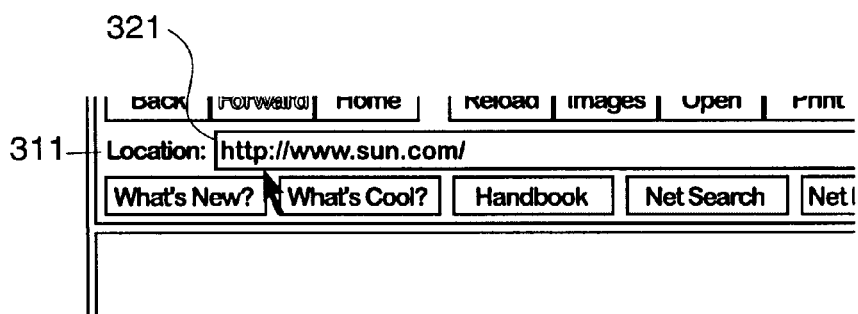 321
Back Forward Home Reload Images Open Print
311 Location: http://www.sun.com/
What's New? What's Cool? Handbook Net Search Net